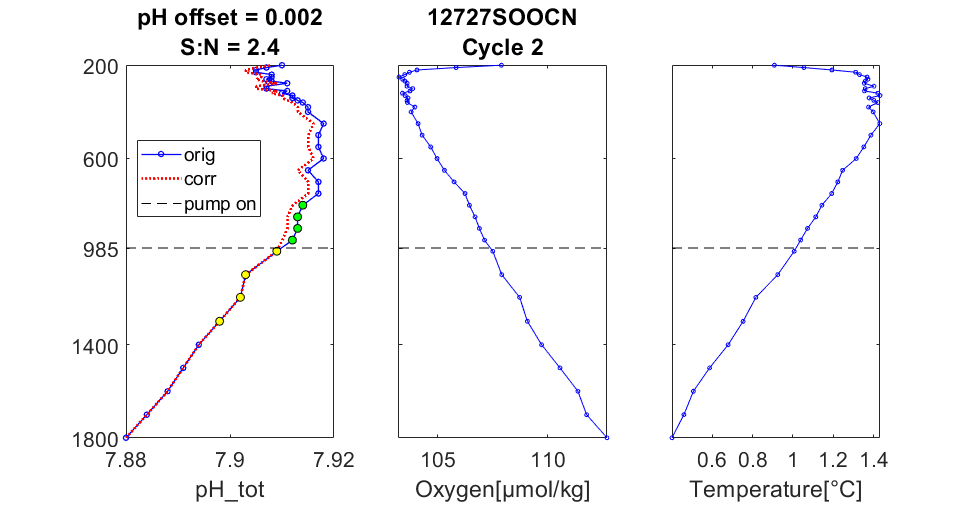 pH offset = 0.002
S:N = 2.4
12727SOOCN
Cycle 2
200
600
985
1400
1800
orig
corr
pump on
7.88
7.9
7.92
pH_tot
105
110
Oxygen[µmol/kg]
0.6
0.8
1
1.2
1.4
Temperature[°C]